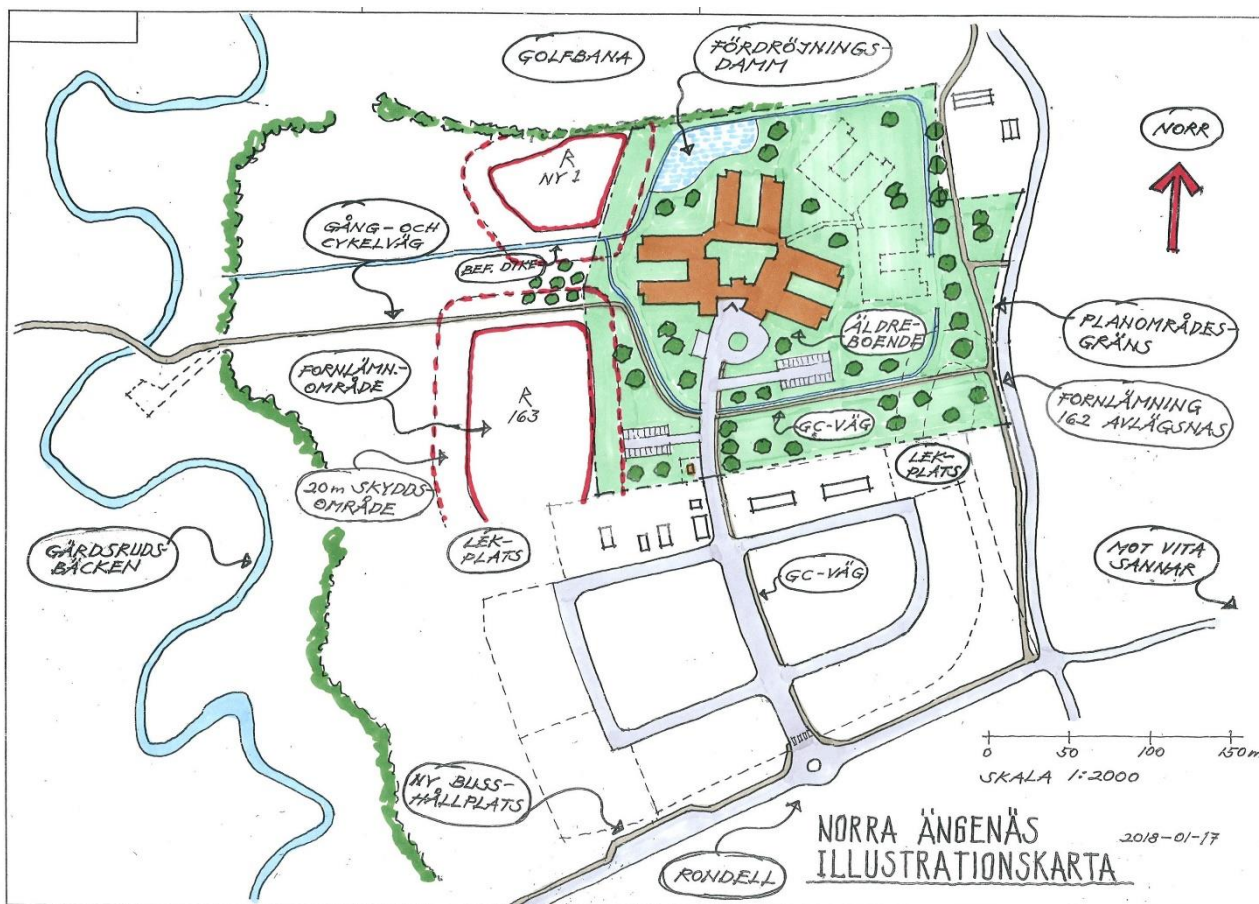 GOLFBANA
FÖRDRÖJNINGS-
DAMM
NORR
R
NY 1
GÅNG- OCH
CYKELVÄG
BEF. DIKE
ÄLDRE-
BOENDE
PLANOMRÅDES-
GRÄNS
FORNLÄMN.-
OMRÅDE
R
163
FORNLÄMNING
162 AVLÄGSNAS
GC-VÄG
LEK-
PLATS
20m SKYDDS-
OMRÅDE
LEK-
PLATS
GÄRDSRUDS-
BÄCKEN
GC-VÄG
MOT VITA
SANNAR
0 50 100 150m
SKALA 1:2000
NY BUSS-
HÅLLPLATS
RONDELL
NORRA ÄNGENÄS
2018-01-17
ILLUSTRATIONSKARTA